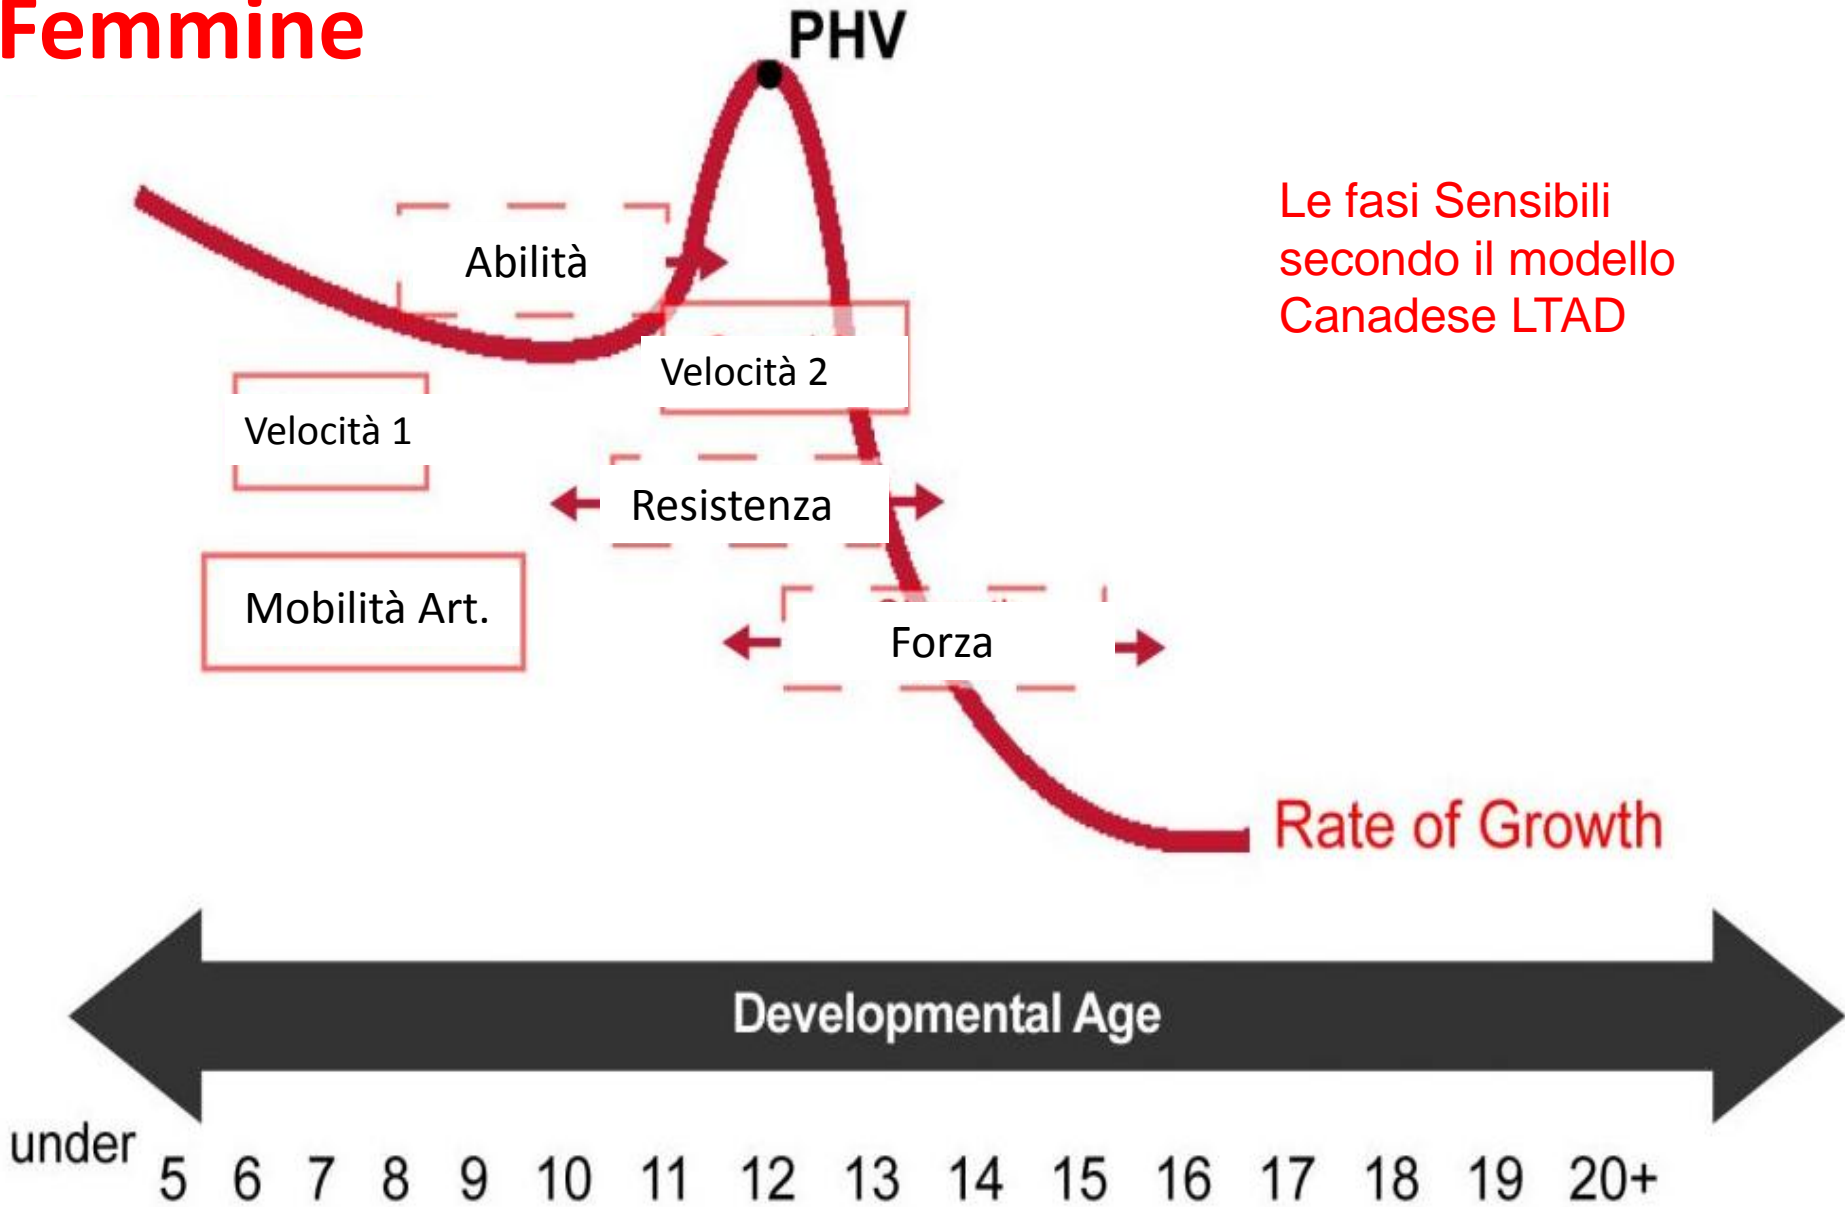 Femmine
PHV
Le fasi Sensibili
secondo il modello
Canadese LTAD
Abilità
Velocità 2
Velocità 1
Resistenza
Mobilità Art.
Forza
Rate of Growth
Developmental Age
under 5 6 7 8 9 10 11 12 13 14 15 16 17 18 19 20+